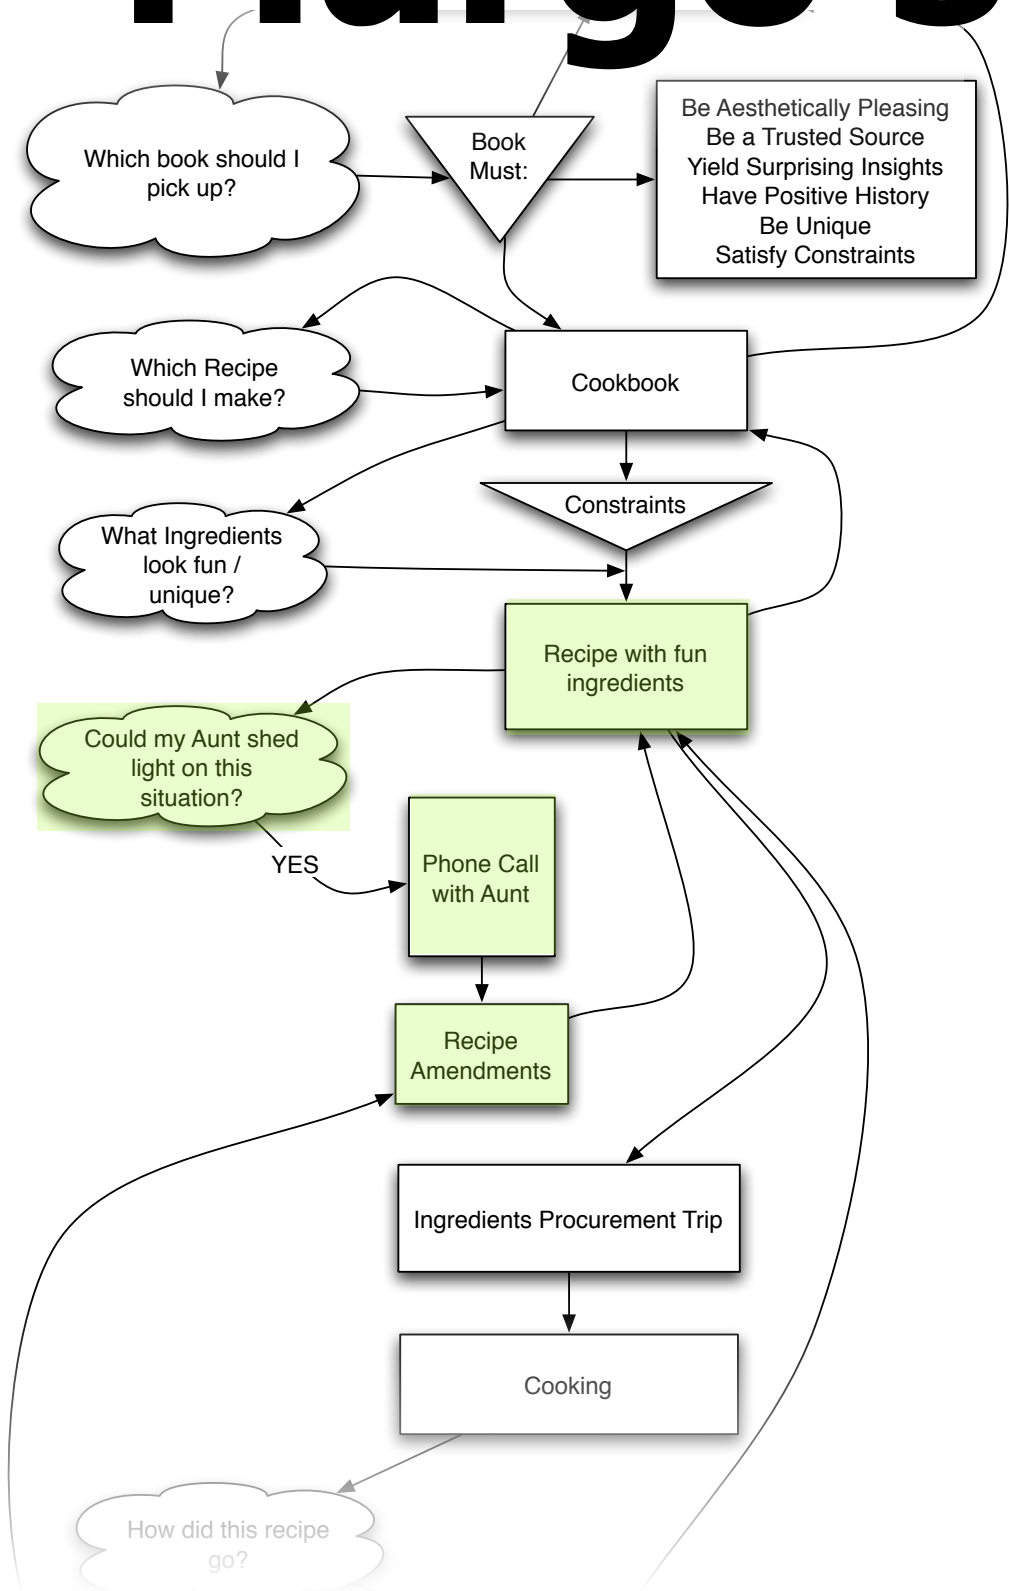 Which book should I
pick up?
Book
Must:
Be Aesthetically Pleasing
Be a Trusted Source
Yield Surprising Insights
Have Positive History
Be Unique
Satisfy Constraints
Which Recipe
should I make?
Cookbook
Constraints
What Ingredients
look fun /
unique?
Recipe with fun
ingredients
Could my Aunt shed
light on this
situation?
YES
Phone Call
with Aunt
Recipe
Amendments
Ingredients Procurement Trip
Cooking
How did this recipe
go?